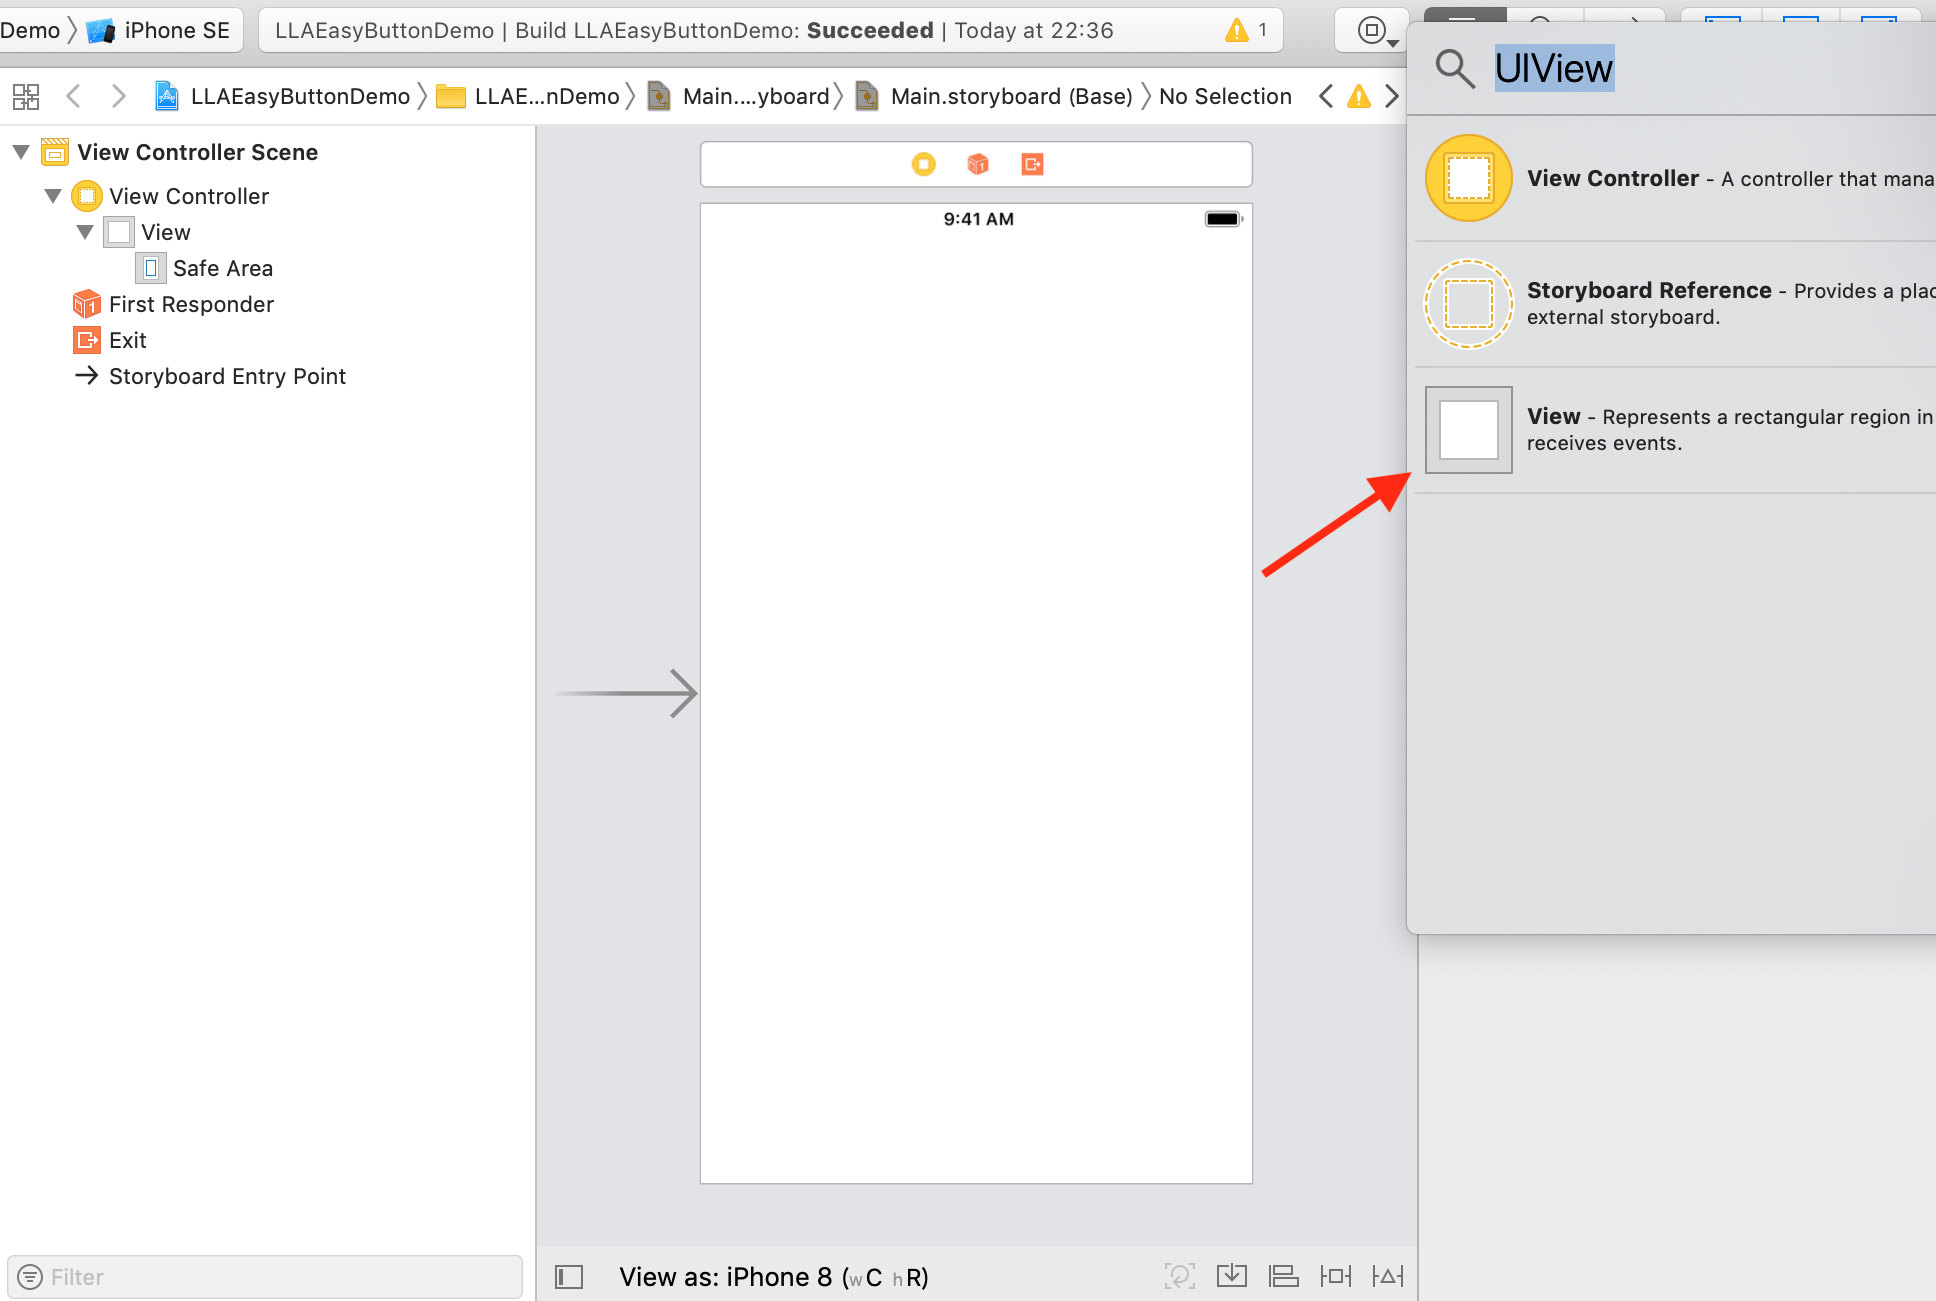 Demo iPhone SE
LLAEasyButtonDemo | Build LLAEasyButtonDemo: Succeeded | Today at 22:36
1
LLAEasyButtonDemo LLAE...nDemo Main....yboard Main.storyboard (Base) No Selection
View Controller Scene
View Controller
View
Safe Area
First Responder
Exit
Storyboard Entry Point
Filter
9:41 AM
View as: iPhone 8 (wC hR)
UIView
View Controller - A controller that mana
Storyboard Reference - Provides a plac
external storyboard.
View - Represents a rectangular region in
receives events.